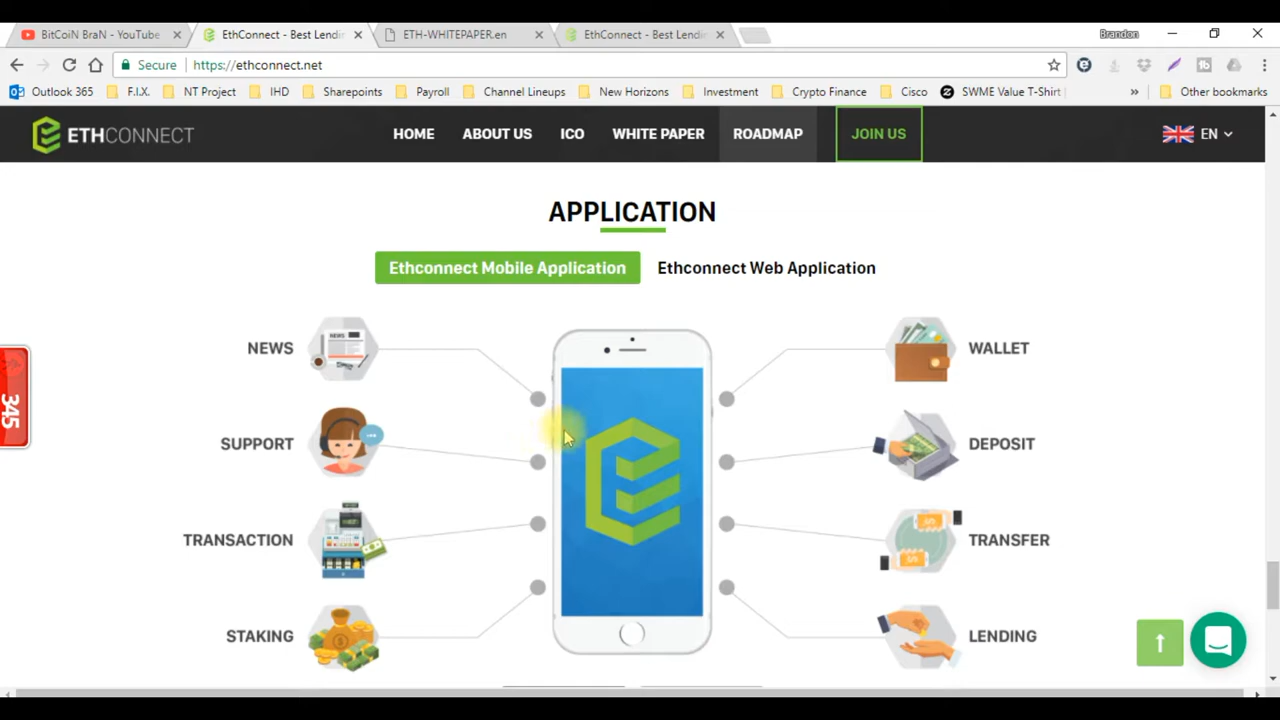 BitCoiN BraN - YouTube
EthConnect - Best Lendin
ETH-WHITEPAPER.en
EthConnect - Best Lendin
Brandon
Secure
https://ethconnect.net
Outlook 365
F.I.X.
NT Project
IHD
Sharepoints
Payroll
Channel Lineups
New Horizons
Investment
Crypto Finance
Cisco
SWME Value T-Shirt
»
Other bookmarks
ETHCONNECT
HOME
ABOUT US
ICO
WHITE PAPER
ROADMAP
JOIN US
EN
APPLICATION
Ethconnect Mobile Application
Ethconnect Web Application
NEWS
WALLET
SUPPORT
DEPOSIT
TRANSACTION
TRANSFER
STAKING
LENDING
345
NEWS